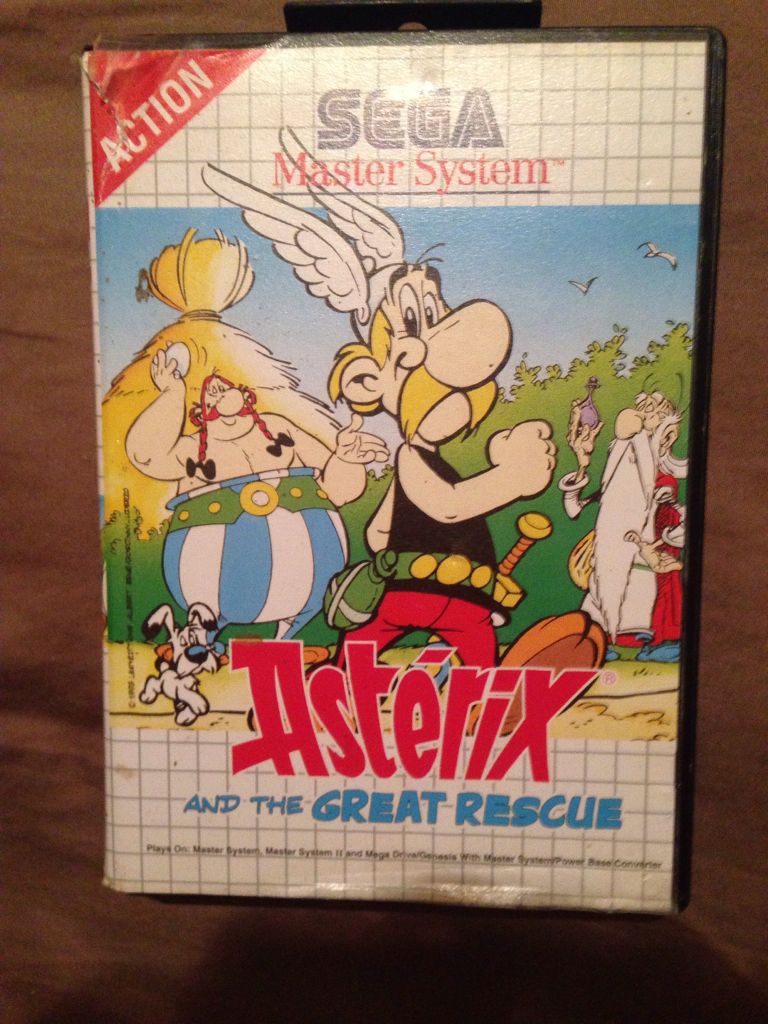 ACTION
SEGA
Master System™
Astérix®
AND THE GREAT RESCUE
Plays On: Master System, Master System II and Mega Drive/Genesis With Master System/Power Base Converter